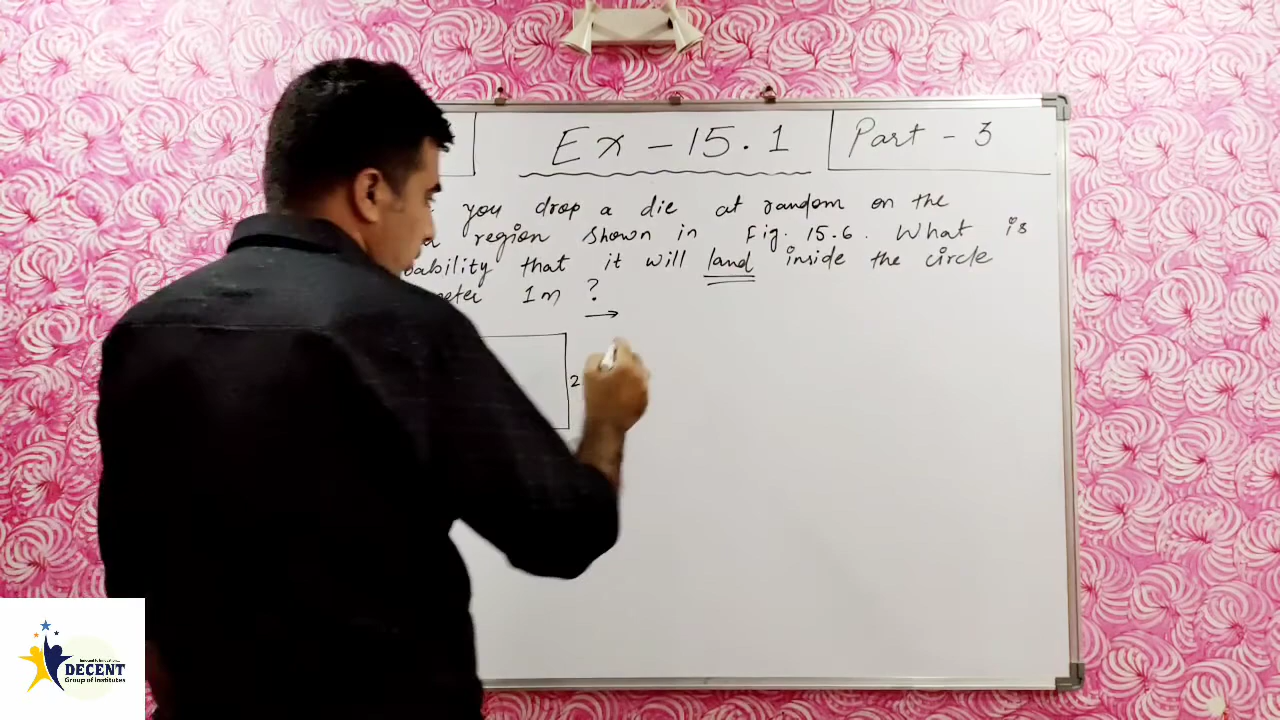 Ex - 15.1
Part - 3
you drop a die at random on the
region shown in Fig. 15.6. What is
that it will land inside the circle
1m ?
2
DECENT
Group of Institutes